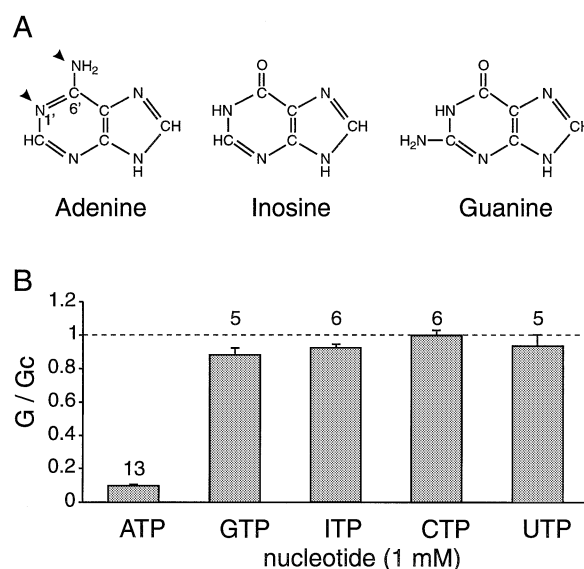 A
NH₂
N
1'
6'
C
C
C
N
N
HC
CH
N
H
Adenine
O
HN
C
C
C
N
N
HC
CH
N
H
Inosine
O
HN
C
C
C
C
N
N
H₂N
CH
N
H
Guanine
B
G / Gc
1.2
1
0.8
0.6
0.4
0.2
0
13
5
6
6
5
ATP GTP ITP CTP UTP
nucleotide (1 mM)